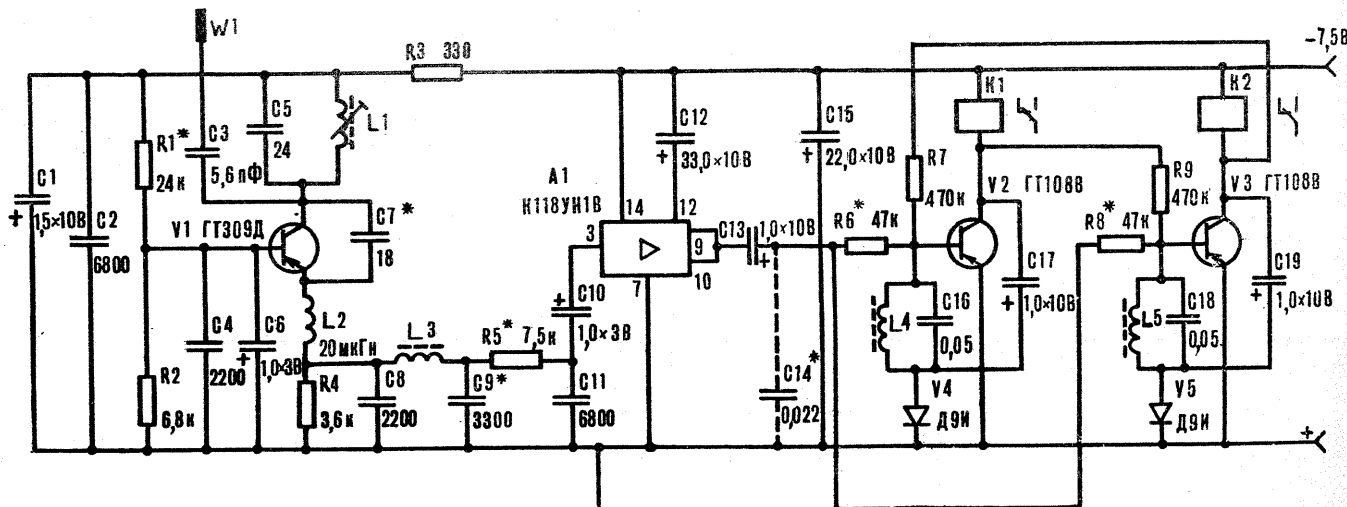 W1
R3 330
-7,5В
C5
24
L1
R1*
24к
C3
5,6пФ
C1
1,5×10В
C2
6800
V1 ГТ309Д
C7*
18
A1
К118УН1В
14
12
3
9
10
7
C12
33,0×10В
C15
22,0×10В
C13
1,0×10В
R6* 47к
R7
470к
K1
V2 ГТ108В
R9
470к
R8* 47к
K2
V3 ГТ108В
C10
1,0×3В
C17
1,0×10В
C19
1,0×10В
L2
20мкГн
L3
R5* 7,5к
C4
2200
C6
1,0×3В
R2
6,8к
R4
3,6к
C8
2200
C9*
3300
C11
6800
C14*
0,022
L4
C16
0,05
V4
Д9И
L5
C18
0,05
V5
Д9И
+